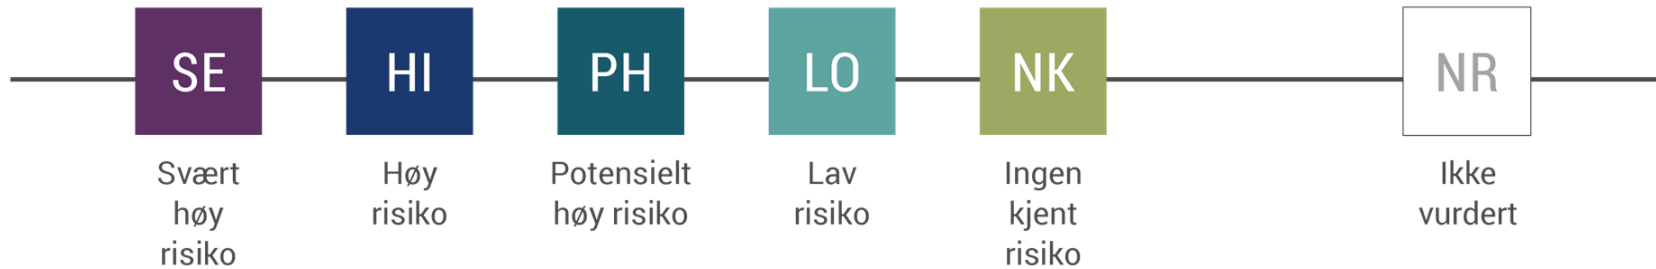 SE
HI
PH
LO
NK
NR
Svært
høy
risiko
Høy
risiko
Potensielt
høy risiko
Lav
risiko
Ingen
kjent
risiko
Ikke
vurdert